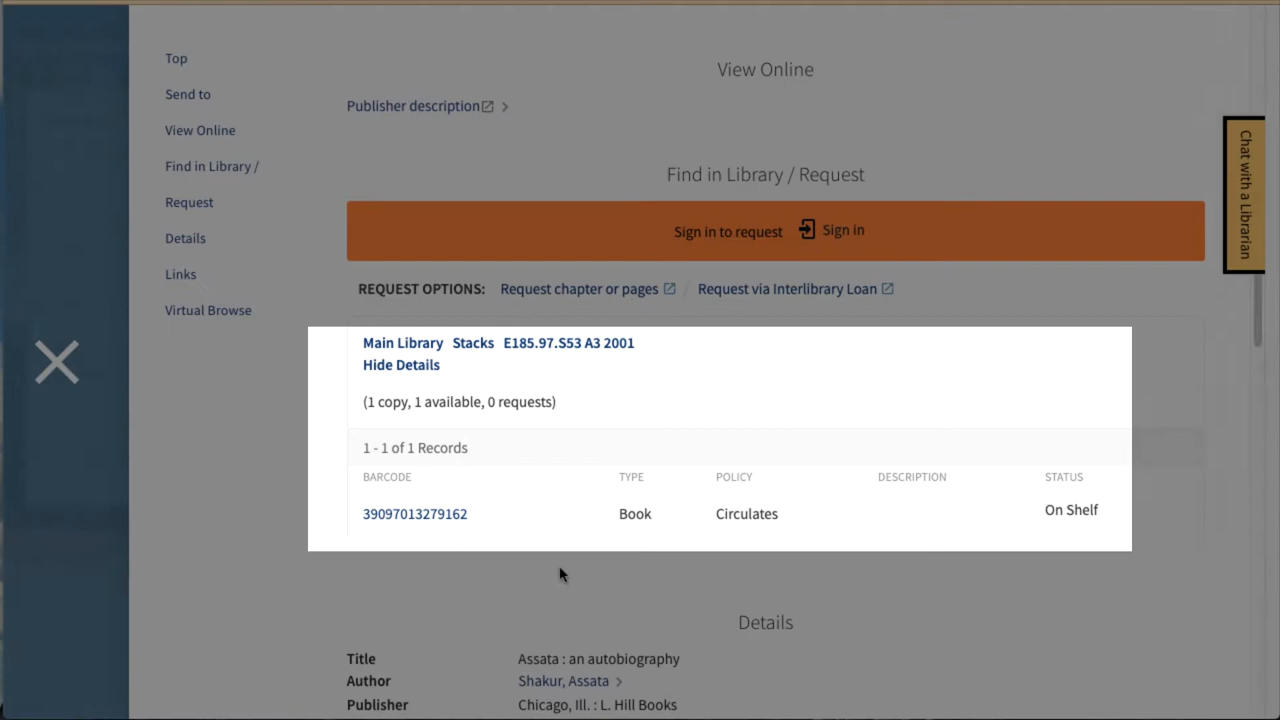 Top
Send to
View Online
Find in Library /
Request
Details
Links
Virtual Browse
View Online
Publisher description
Find in Library / Request
Sign in to request Sign in
REQUEST OPTIONS: Request chapter or pages / Request via Interlibrary Loan
Main Library Stacks E185.97.S53 A3 2001
Hide Details
(1 copy, 1 available, 0 requests)
1 - 1 of 1 Records
BARCODE TYPE POLICY DESCRIPTION STATUS
39097013279162 Book Circulates On Shelf
Details
Title Assata : an autobiography
Author Shakur, Assata
Publisher Chicago, Ill. : L. Hill Books
Chat with a Librarian